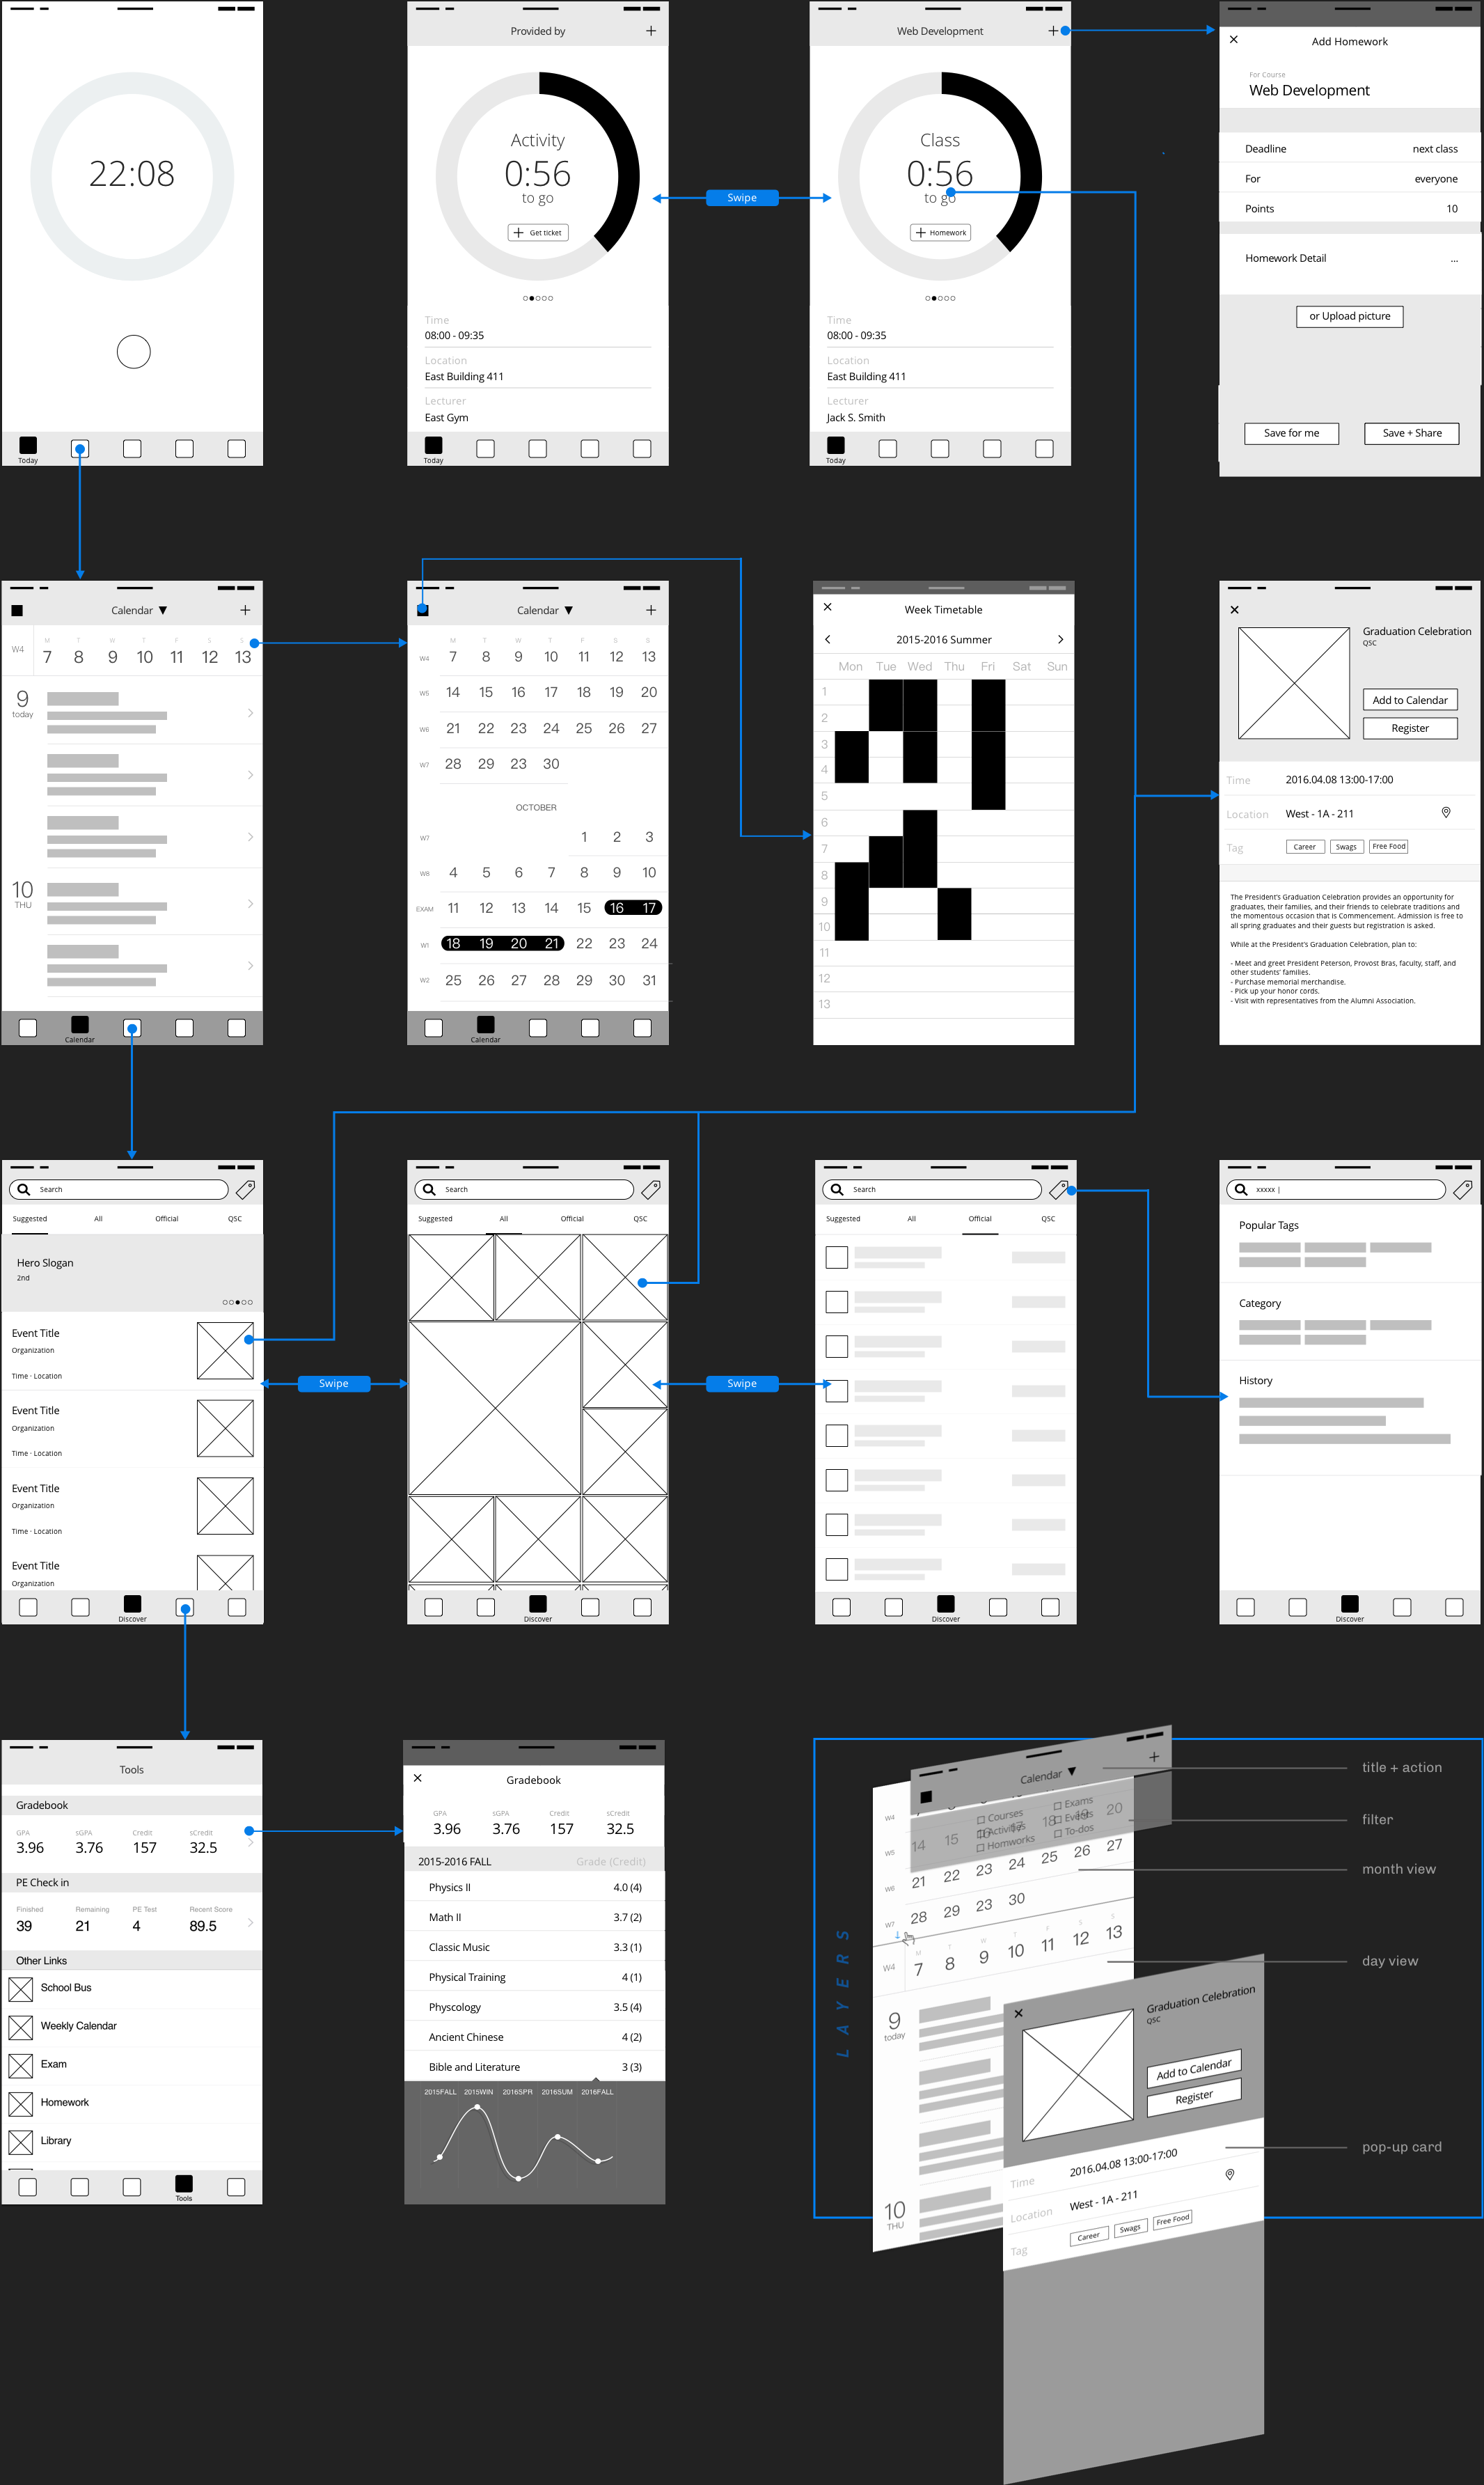 22:08
Today
Provided by
+
Activity
0:56
to go
+ Get ticket
Time
08:00 - 09:35
Location
East Building 411
Lecturer
East Gym
Today
Swipe
Web Development
+
Class
0:56
to go
+ Homework
Time
08:00 - 09:35
Location
East Building 411
Lecturer
Jack S. Smith
Today
Add Homework
For Course
Web Development
Deadline next class
For everyone
Points 10
Homework Detail ...
or Upload picture
Save for me Save + Share
Calendar ▼ +
M T W T F S S
W4 7 8 9 10 11 12 13
9
today
10
THU
Calendar
Calendar ▼ +
M T W T F S S
W4 7 8 9 10 11 12 13
W5 14 15 16 17 18 19 20
W6 21 22 23 24 25 26 27
W7 28 29 23 30
OCTOBER
W7 1 2 3
W8 4 5 6 7 8 9 10
EXAM 11 12 13 14 15 16 17
W1 18 19 20 21 22 23 24
W2 25 26 27 28 29 30 31
Calendar
Week Timetable
2015-2016 Summer
Mon Tue Wed Thu Fri Sat Sun
1
2
3
4
5
6
7
8
9
10
11
12
13
Graduation Celebration
QSC
Add to Calendar
Register
Time 2016.04.08 13:00-17:00
Location West - 1A - 211
Tag Career Swags Free Food
The President's Graduation Celebration provides an opportunity for
graduates, their families, and their friends to celebrate traditions and
the momentous occasion that is Commencement. Admission is free to
all spring graduates and their guests but registration is asked.
While at the President's Graduation Celebration, plan to:
- Meet and greet President Peterson, Provost Bras, faculty, staff, and
other students' families.
- Purchase memorial merchandise.
- Pick up your honor cords.
- Visit with representatives from the Alumni Association.
Search
Suggested All Official QSC
Hero Slogan
2nd
Event Title
Organization
Time - Location
Event Title
Organization
Time - Location
Event Title
Organization
Time - Location
Event Title
Organization
Discover
Swipe
Search
Suggested All Official QSC
Discover
Swipe
Search
Suggested All Official QSC
Discover
xxxxx |
Popular Tags
Category
History
Discover
Tools
Gradebook
GPA sGPA Credit sCredit
3.96 3.76 157 32.5
PE Check in
Finished Remaining PE Test Recent Score
39 21 4 89.5
Other Links
School Bus
Weekly Calendar
Exam
Homework
Library
Tools
Gradebook
GPA sGPA Credit sCredit
3.96 3.76 157 32.5
2015-2016 FALL Grade (Credit)
Physics II 4.0 (4)
Math II 3.7 (2)
Classic Music 3.3 (1)
Physical Training 4 (1)
Physcology 3.5 (4)
Ancient Chinese 4 (2)
Bible and Literature 3 (3)
2015FALL 2015WIN 2016SPR 2016SUM 2016FALL
LAYERS
Calendar ▼ +
Courses Exams
Activities Events
Homworks To-dos
W4
W5 14 15 16 17 18 19 20
W6 21 22 23 24 25 26 27
W7 28 29 23 30
M T W T F S S
W4 7 8 9 10 11 12 13
9
today
10
THU
Graduation Celebration
QSC
Add to Calendar
Register
Time 2016.04.08 13:00-17:00
Location West - 1A - 211
Tag Career Swags Free Food
title + action
filter
month view
day view
pop-up card